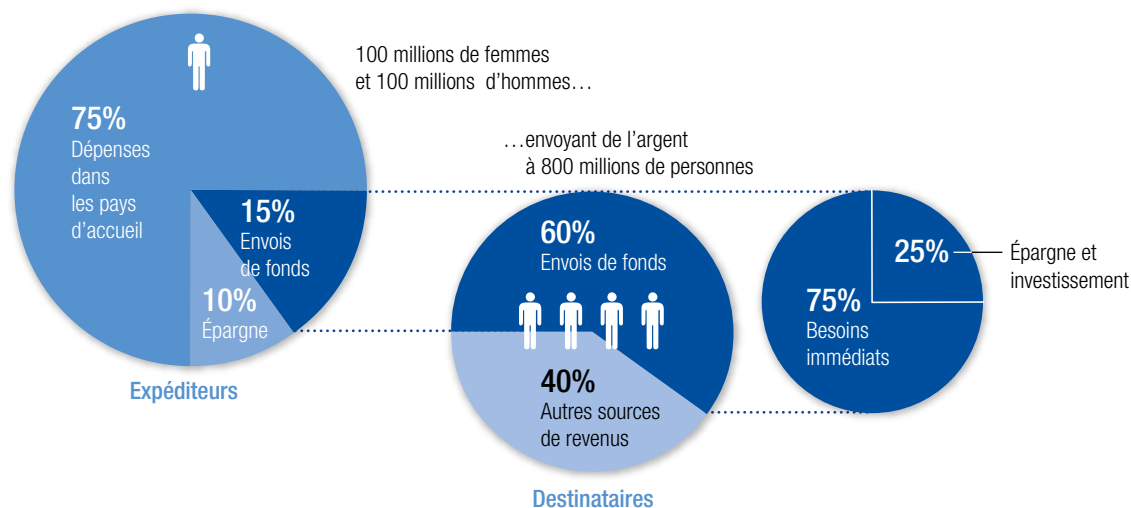 100 millions de femmes
et 100 millions d’hommes…
75%
Dépenses
dans
les pays
d’accueil
15%
Envois
de fonds
10%
Épargne
Expéditeurs
…envoyant de l’argent
à 800 millions de personnes
60%
Envois de fonds
40%
Autres sources
de revenus
Destinataires
25%
Épargne et
investissement
75%
Besoins
immédiats